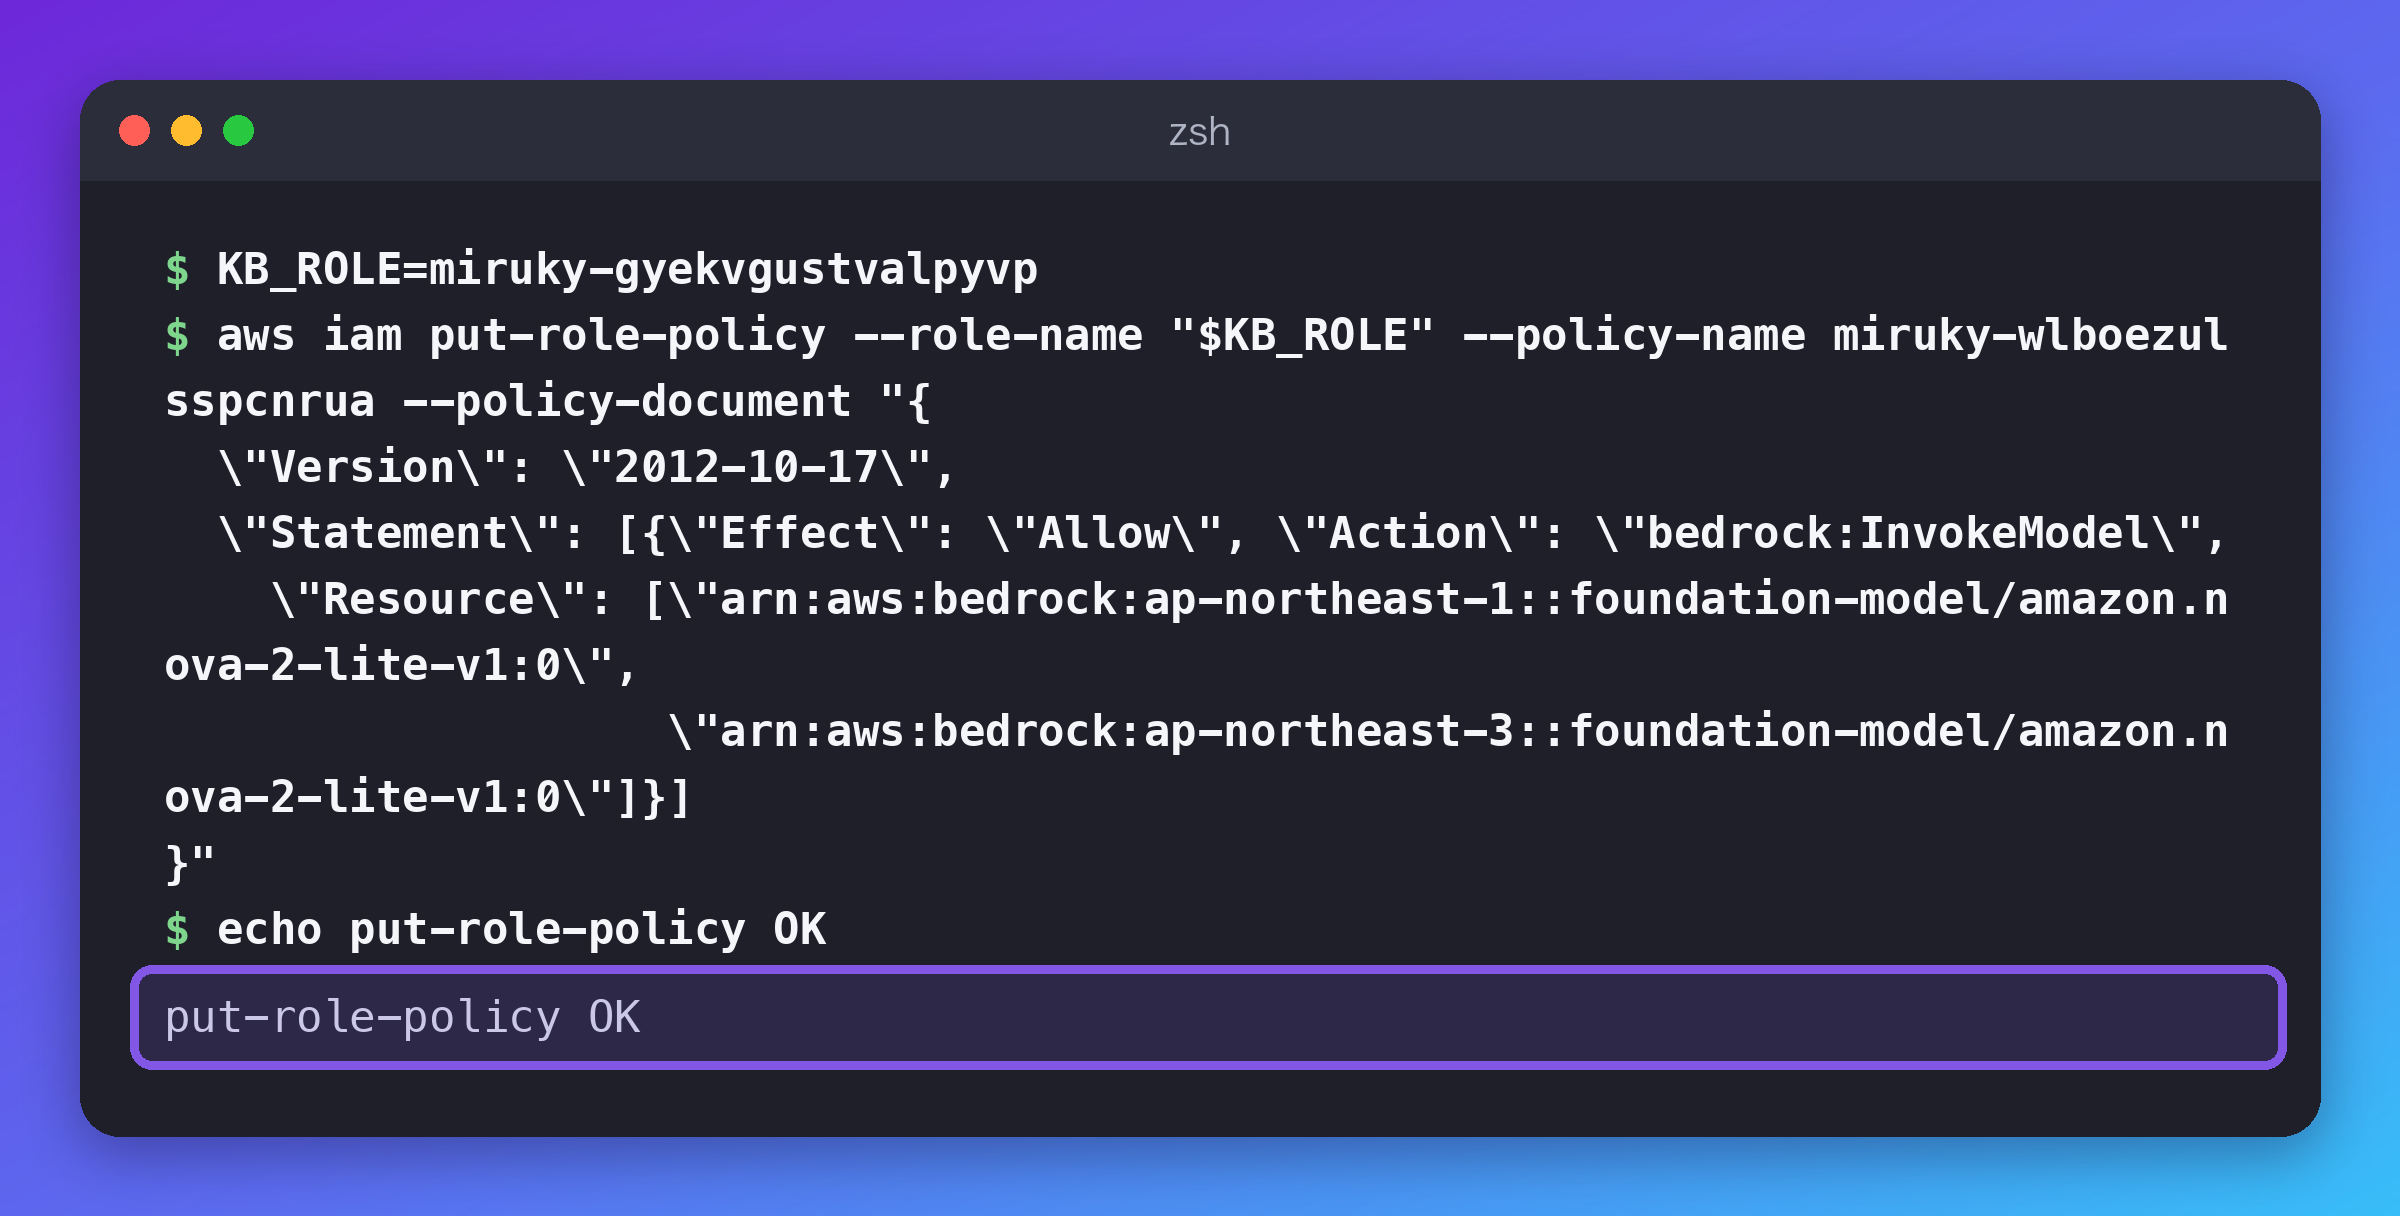 zsh
$ KB_ROLE=miruky-gyekvgustvalpyvp
$ aws iam put-role-policy --role-name "$KB_ROLE" --policy-name miruky-wlboezul
sspcnrua --policy-document "{
  \"Version\": \"2012-10-17\",
  \"Statement\": [{\"Effect\": \"Allow\", \"Action\": \"bedrock:InvokeModel\",
    \"Resource\": [\"arn:aws:bedrock:ap-northeast-1::foundation-model/amazon.n
ova-2-lite-v1:0\",
                   \"arn:aws:bedrock:ap-northeast-3::foundation-model/amazon.n
ova-2-lite-v1:0\"]}]
}"
$ echo put-role-policy OK
put-role-policy OK